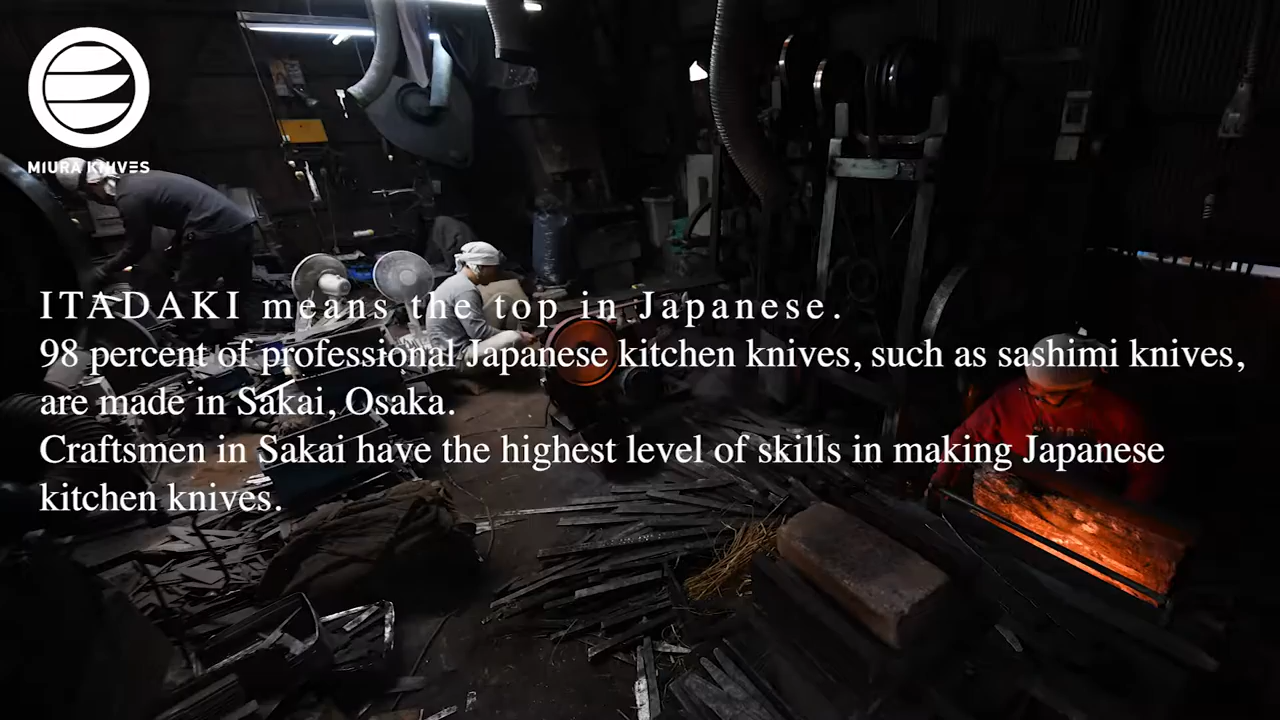 MIURA KNIVES
ITADAKI means the top in Japanese.
98 percent of professional Japanese kitchen knives, such as sashimi knives,
are made in Sakai, Osaka.
Craftsmen in Sakai have the highest level of skills in making Japanese
kitchen knives.